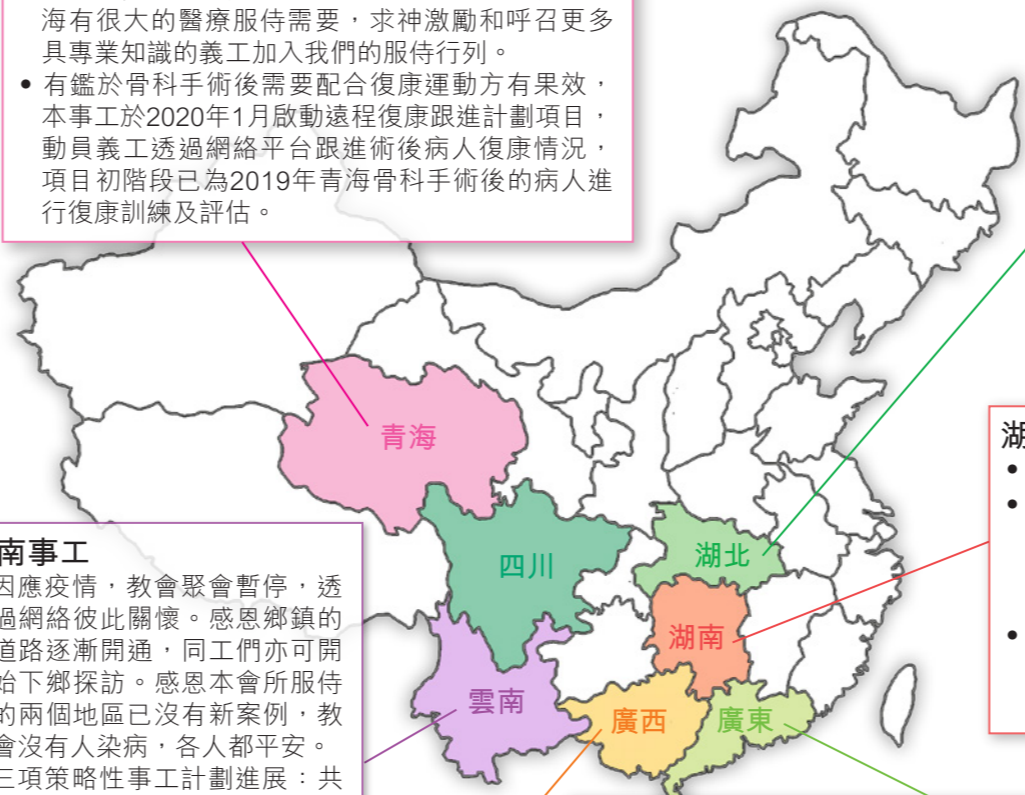 海有很大的醫療服侍需要，求神激勵和呼召更多
具專業知識的義工加入我們的服侍行列。
• 有鑑於骨科手術後需要配合復康運動方有果效，
本事工於2020年1月啟動遠程復康跟進計劃項目，
動員義工透過網絡平台跟進術後病人復康情況，
項目初階段已為2019年青海骨科手術後的病人進
行復康訓練及評估。
青海
四川
湖北
湖南
雲南
廣西
廣東
南事工
因應疫情，教會聚會暫停，透
過網絡彼此關懷。感恩鄉鎮的
道路逐漸開通，同工們亦可開
始下鄉探訪。感恩本會所服侍
的兩個地區已沒有新案例，教
會沒有人染病，各人都平安。
三項策略性事工計劃進展：共
湖
•
•
•